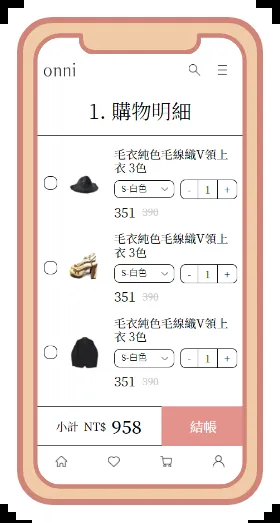 onni
1. 購物明細
毛衣純色毛線織V領上
衣 3色
S-白色
- 1 +
351 390
毛衣純色毛線織V領上
衣 3色
S-白色
- 1 +
351 390
毛衣純色毛線織V領上
衣 3色
S-白色
- 1 +
351 390
小計 NT$ 958 結帳